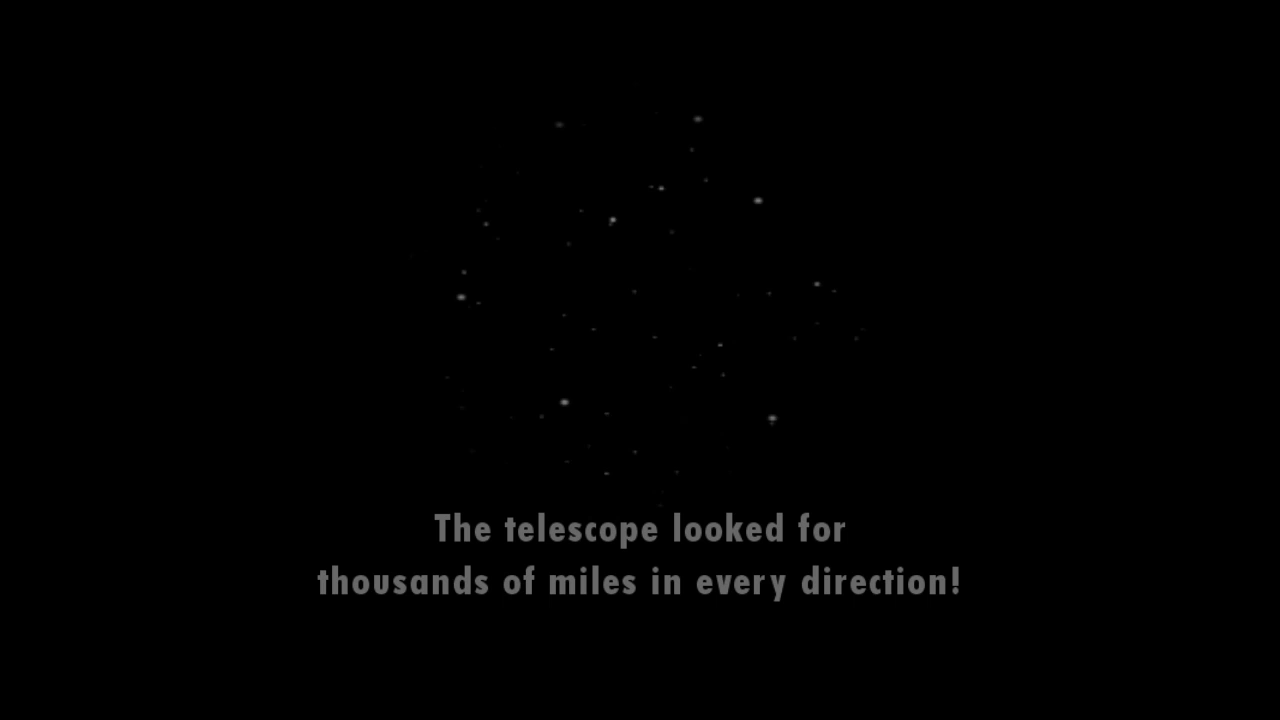 The telescope looked for
thousands of miles in every direction!